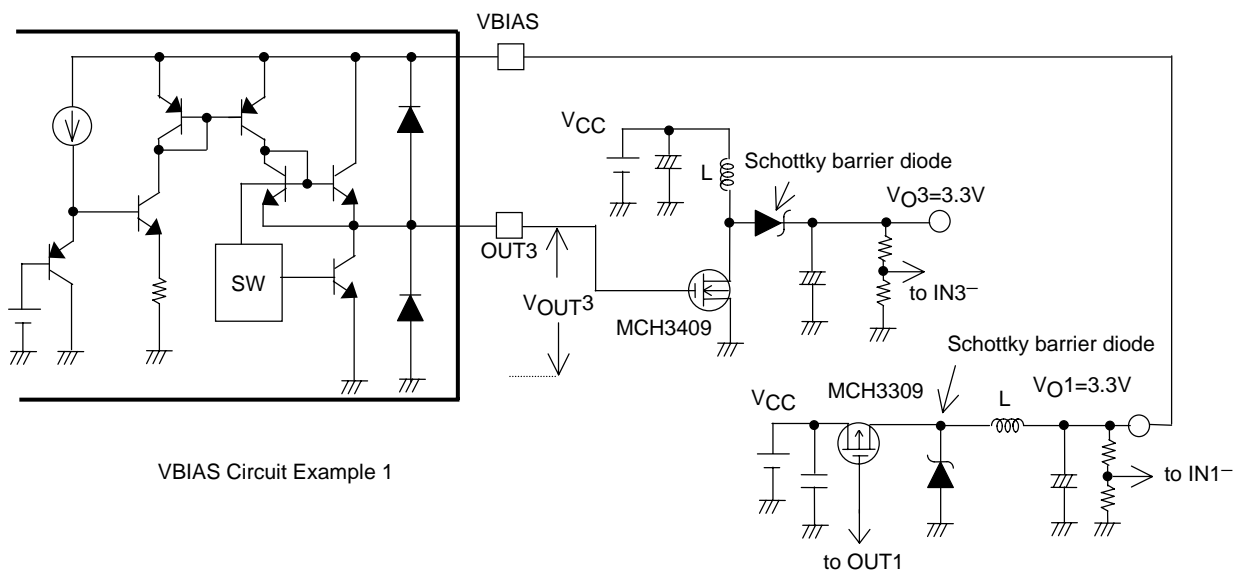 VBIAS
VCC
L
Schottky barrier diode
VO3=3.3V
OUT3
SW
VOUT3
to IN3–
MCH3409
Schottky barrier diode
MCH3309
L
VO1=3.3V
VCC
VBIAS Circuit Example 1
to IN1–
to OUT1